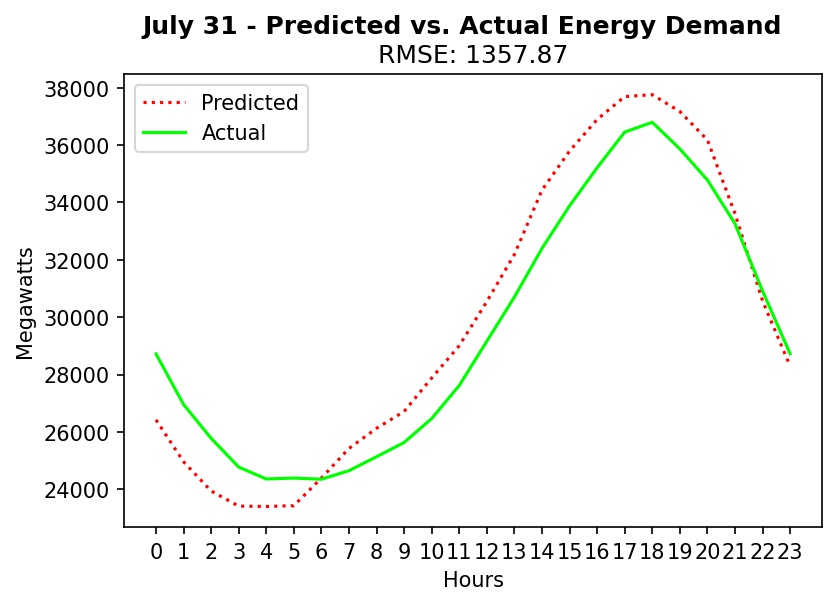 July 31 - Predicted vs. Actual Energy Demand
RMSE: 1357.87
Predicted
Actual
38000
36000
34000
32000
30000
28000
26000
24000
Megawatts
0 1 2 3 4 5 6 7 8 9 10 11 12 13 14 15 16 17 18 19 20 21 22 23
Hours